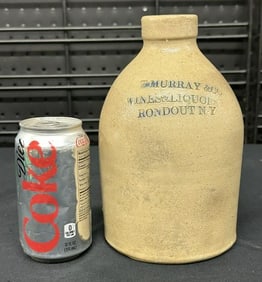 MURRAY &
WINES & LIQUORS
RONDOUT N Y
Diet
Coke